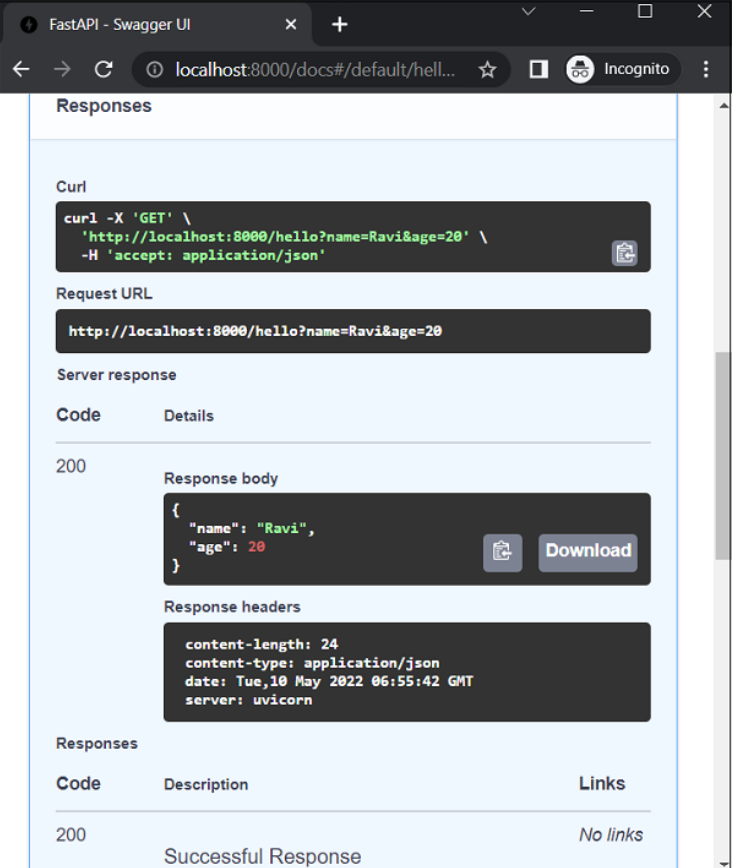 FastAPI - Swagger UI
localhost:8000/docs#/default/hell...
Incognito
Responses
Curl
curl -X 'GET' \
'http://localhost:8000/hello?name=Ravi&age=20' \
-H 'accept: application/json'
Request URL
http://localhost:8000/hello?name=Ravi&age=20
Server response
Code Details
200
Response body
{
"name": "Ravi",
"age": 20
}
Download
Response headers
content-length: 24
content-type: application/json
date: Tue,10 May 2022 06:55:42 GMT
server: uvicorn
Responses
Code Description Links
200 No links
Successful Response